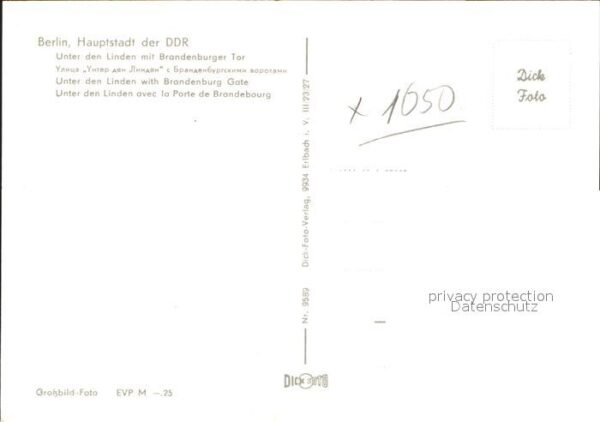 Berlin, Hauptstadt der DDR
Unter den Linden mit Brandenburger Tor
Улица „Унтер ден Линден“ с Бранденбургскими воротами
Unter den Linden with Brandenburg Gate
Unter den Linden avec la Porte de Brandebourg
Großbild-Foto EVP M —.25
Nr. 9589 Dick-Foto-Verlag, 9934 Erlbach i. V. III/23/27
DICK FOTO
x 1050
Dick
Foto
privacy protection
Datenschutz